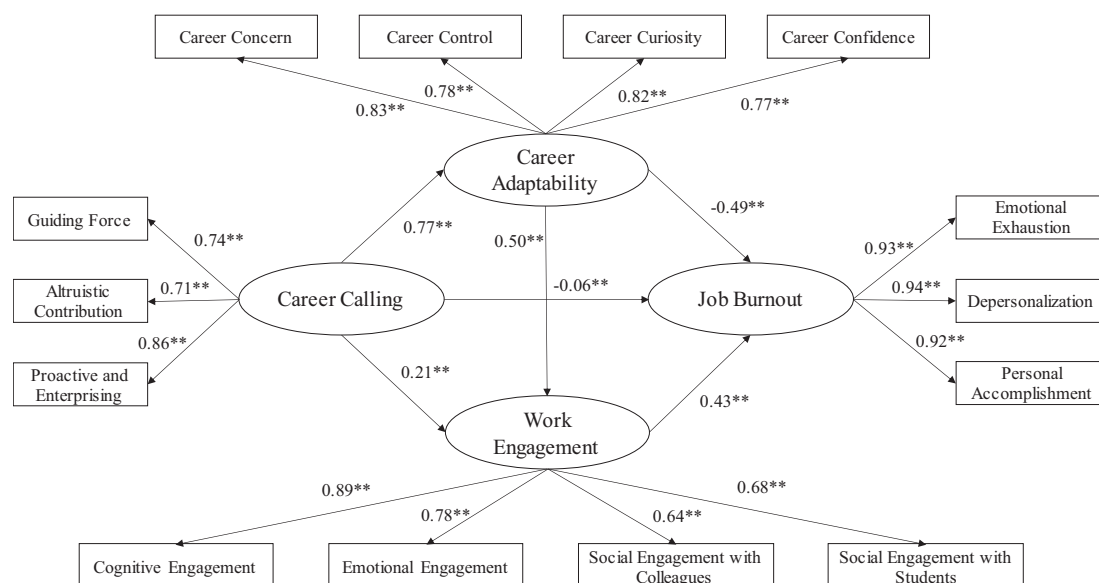 Career Concern
Career Control
Career Curiosity
Career Confidence
0.83**
0.78**
0.82**
0.77**
Career
Adaptability
Guiding Force
Altruistic
Contribution
Proactive and
Enterprising
0.74**
0.71**
0.86**
Career Calling
0.77**
0.50**
-0.49**
-0.06**
0.21**
0.43**
Job Burnout
0.93**
0.94**
0.92**
Emotional
Exhaustion
Depersonalization
Personal
Accomplishment
Work
Engagement
0.89**
0.78**
0.64**
0.68**
Cognitive Engagement
Emotional Engagement
Social Engagement with
Colleagues
Social Engagement with
Students